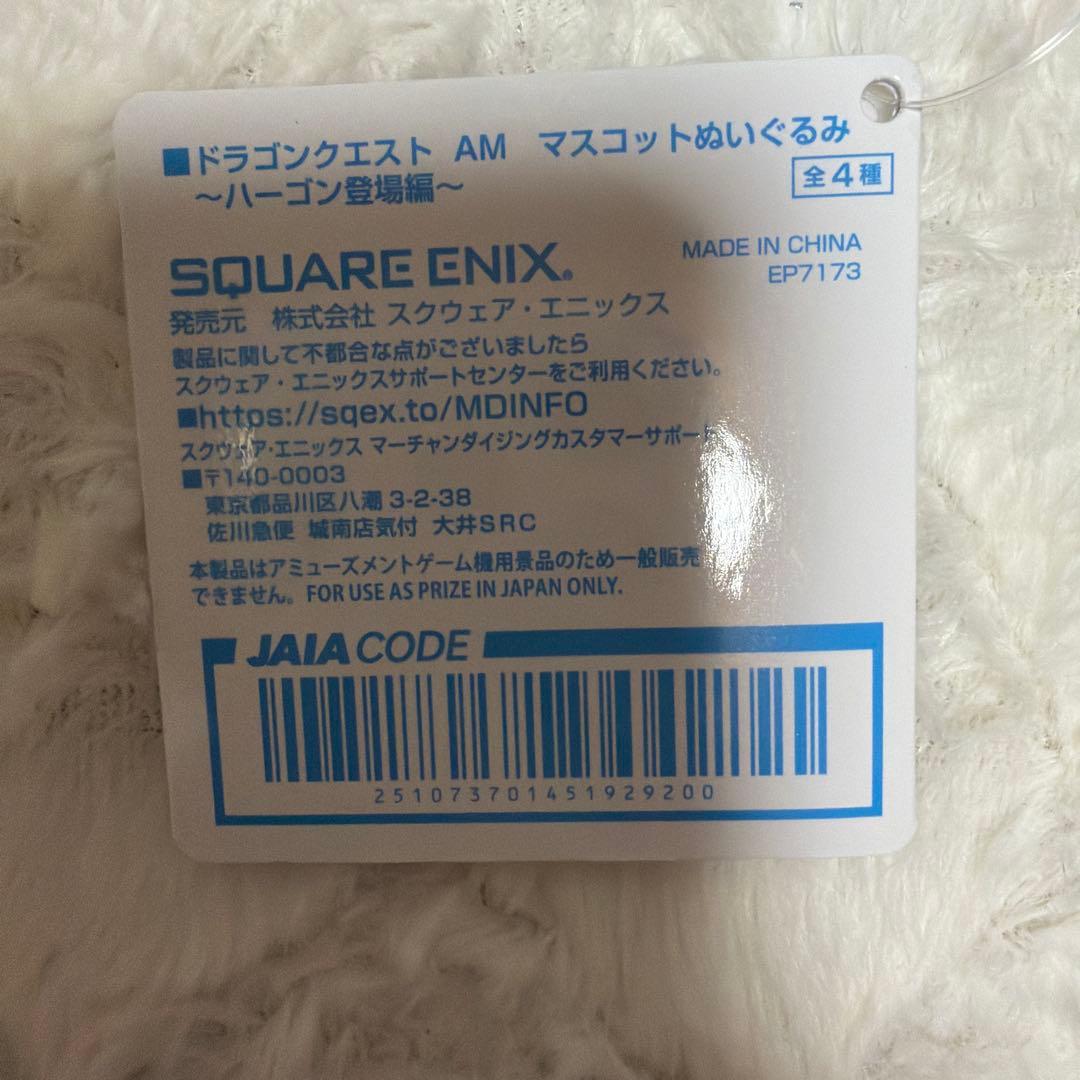 ■ドラゴンクエスト AM マスコットぬいぐるみ
～ハーゴン登場編～
全4種
SQUARE ENIX®
MADE IN CHINA
EP7173
発売元 株式会社 スクウェア・エニックス
製品に関して不都合な点がございましたら
スクウェア・エニックスサポートセンターをご利用ください。
■https://sqex.to/MDINFO
スクウェア・エニックス マーチャンダイジングカスタマーサポート
■〒140-0003
東京都品川区八潮 3-2-38
佐川急便 城南店気付 大井SRC
本製品はアミューズメントゲーム機用景品のため一般販売
できません。FOR USE AS PRIZE IN JAPAN ONLY.
JAIA CODE
251073701451929200